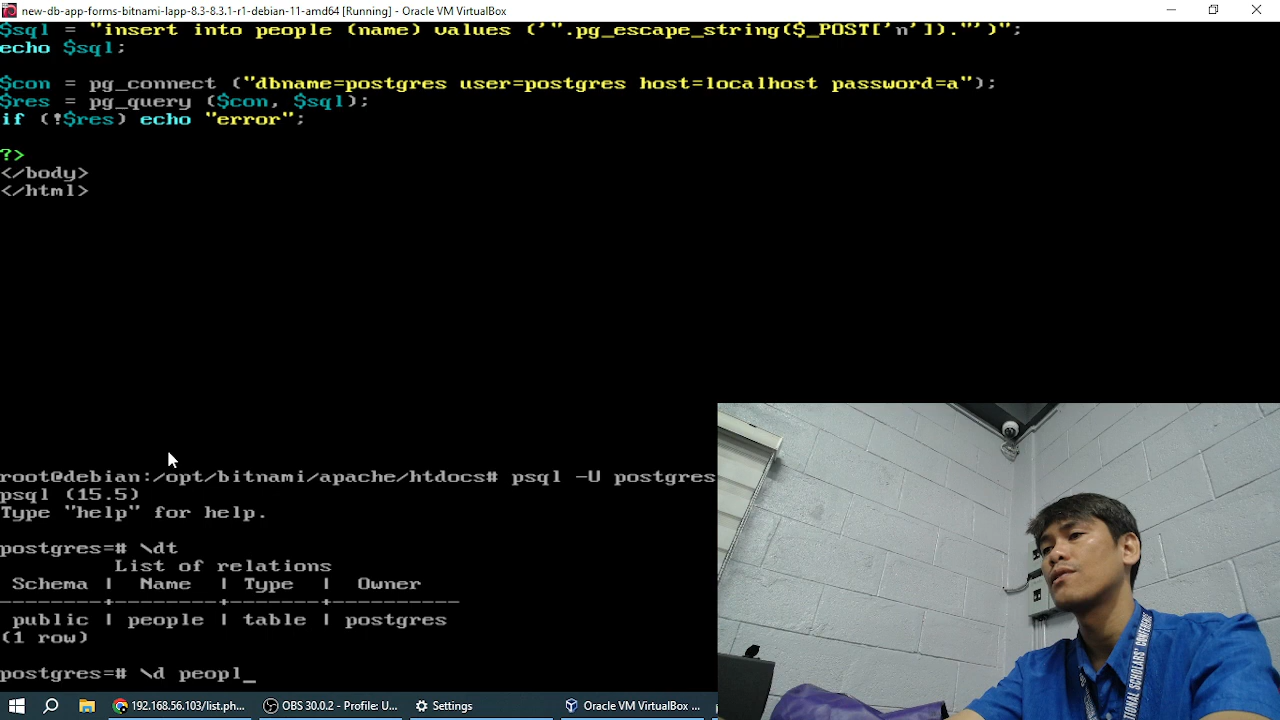 new-db-app-forms-bitnami-lapp-8.3-8.3.1-r1-debian-11-amd64 [Running] - Oracle VM VirtualBox
$sql = "insert into people (name) values ('".pg_escape_string($_POST['n'])."')";
echo $sql;
$con = pg_connect ("dbname=postgres user=postgres host=localhost password=a");
$res = pg_query ($con, $sql);
if (!$res) echo "error";
?>
</body>
</html>
root@debian:/opt/bitnami/apache/htdocs# psql -U postgres
psql (15.5)
Type "help" for help.
postgres=# \dt
List of relations
Schema | Name | Type | Owner
--------+--------+-------+----------
public | people | table | postgres
(1 row)
postgres=# \d peopl_
192.168.56.103/list.ph... OBS 30.0.2 - Profile: U... Settings Oracle VM VirtualBox ...